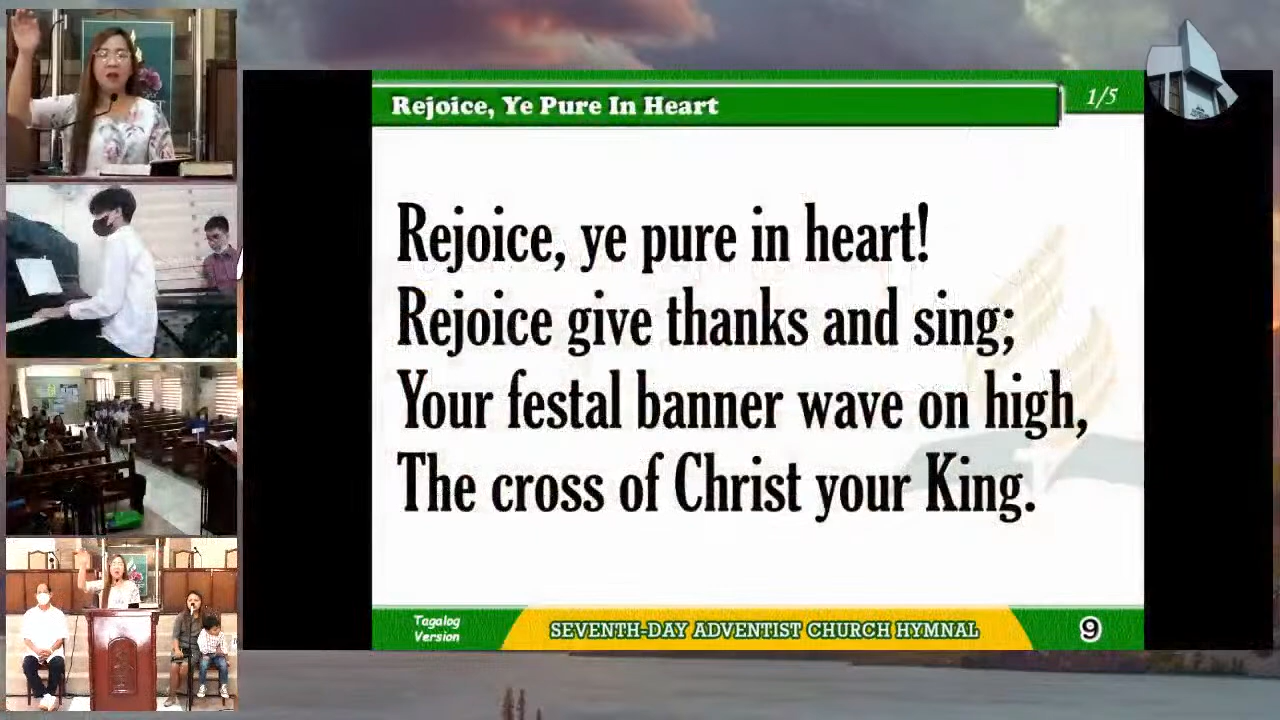 Rejoice, Ye Pure In Heart
1/5
Rejoice, ye pure in heart!
Rejoice give thanks and sing;
Your festal banner wave on high,
The cross of Christ your King.
Tagalog
Version
SEVENTH-DAY ADVENTIST CHURCH HYMNAL
9